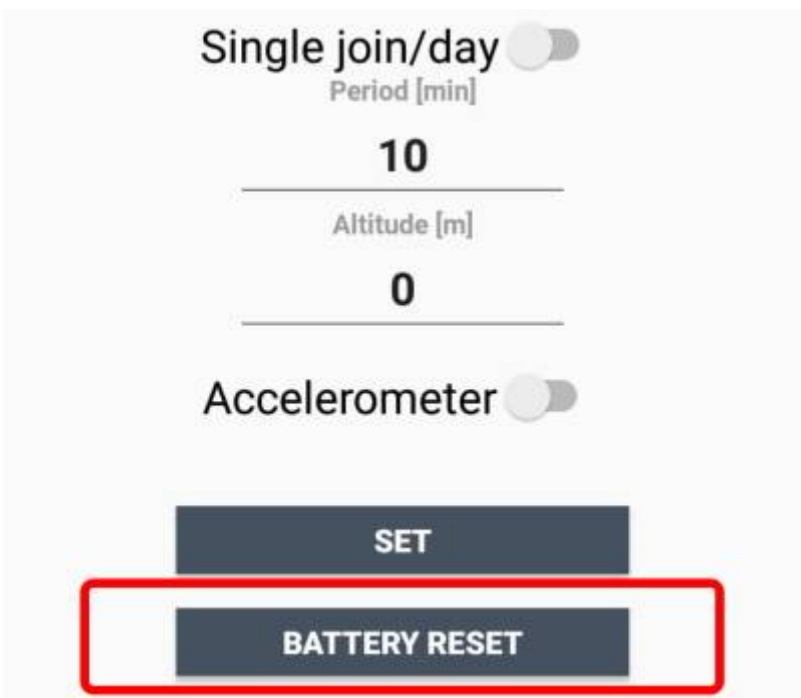 Single join/day
Period [min]
10
Altitude [m]
0
Accelerometer
SET
BATTERY RESET